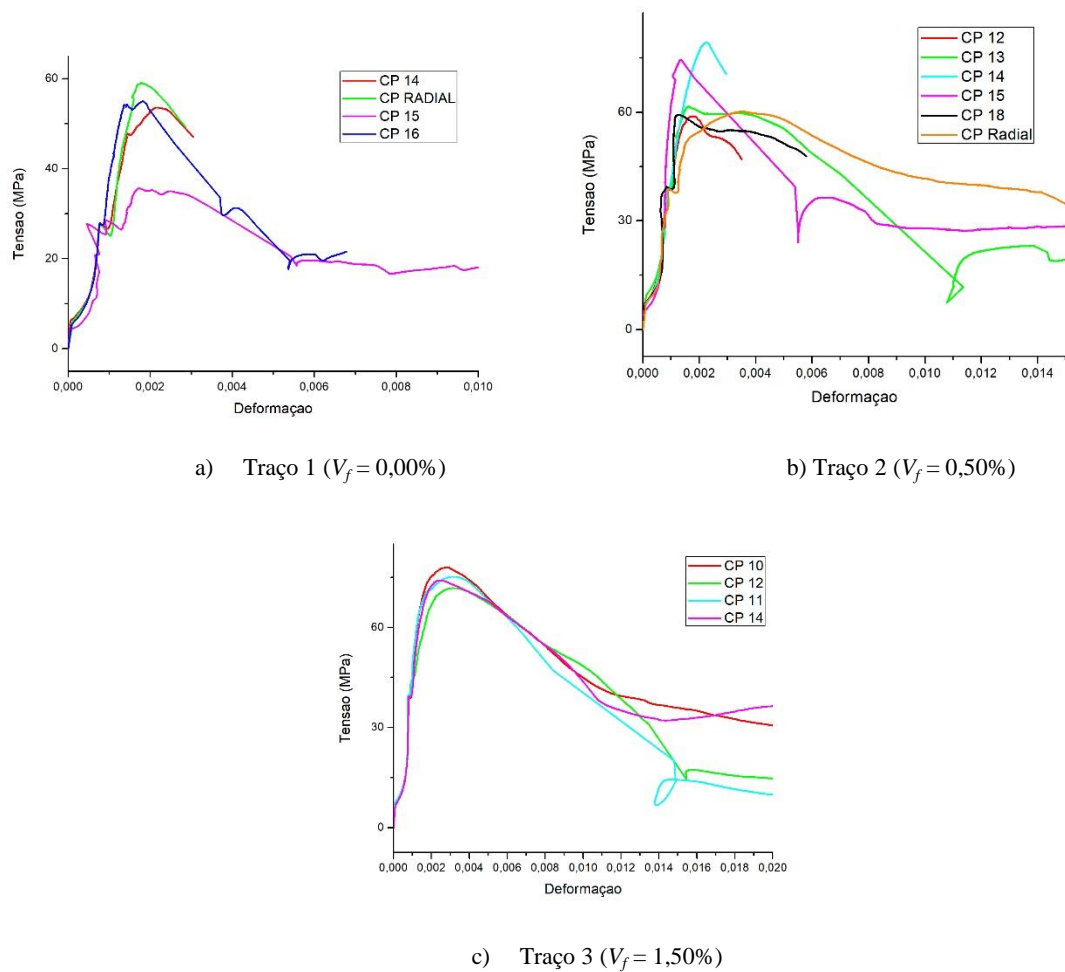 60
40
20
0
Tensao (MPa)
CP 14
CP RADIAL
CP 15
CP 16
0,000 0,002 0,004 0,006 0,008 0,010
Deformaçao
a) Traço 1 (Vf = 0,00%)
90
60
30
0
Tensao (MPa)
CP 12
CP 13
CP 14
CP 15
CP 18
CP Radial
0,000 0,002 0,004 0,006 0,008 0,010 0,012 0,014
Deformaçao
b) Traço 2 (Vf = 0,50%)
60
30
0
Tensao (MPa)
CP 10
CP 12
CP 11
CP 14
0,000 0,002 0,004 0,006 0,008 0,010 0,012 0,014 0,016 0,018 0,020
Deformaçao
c) Traço 3 (Vf = 1,50%)